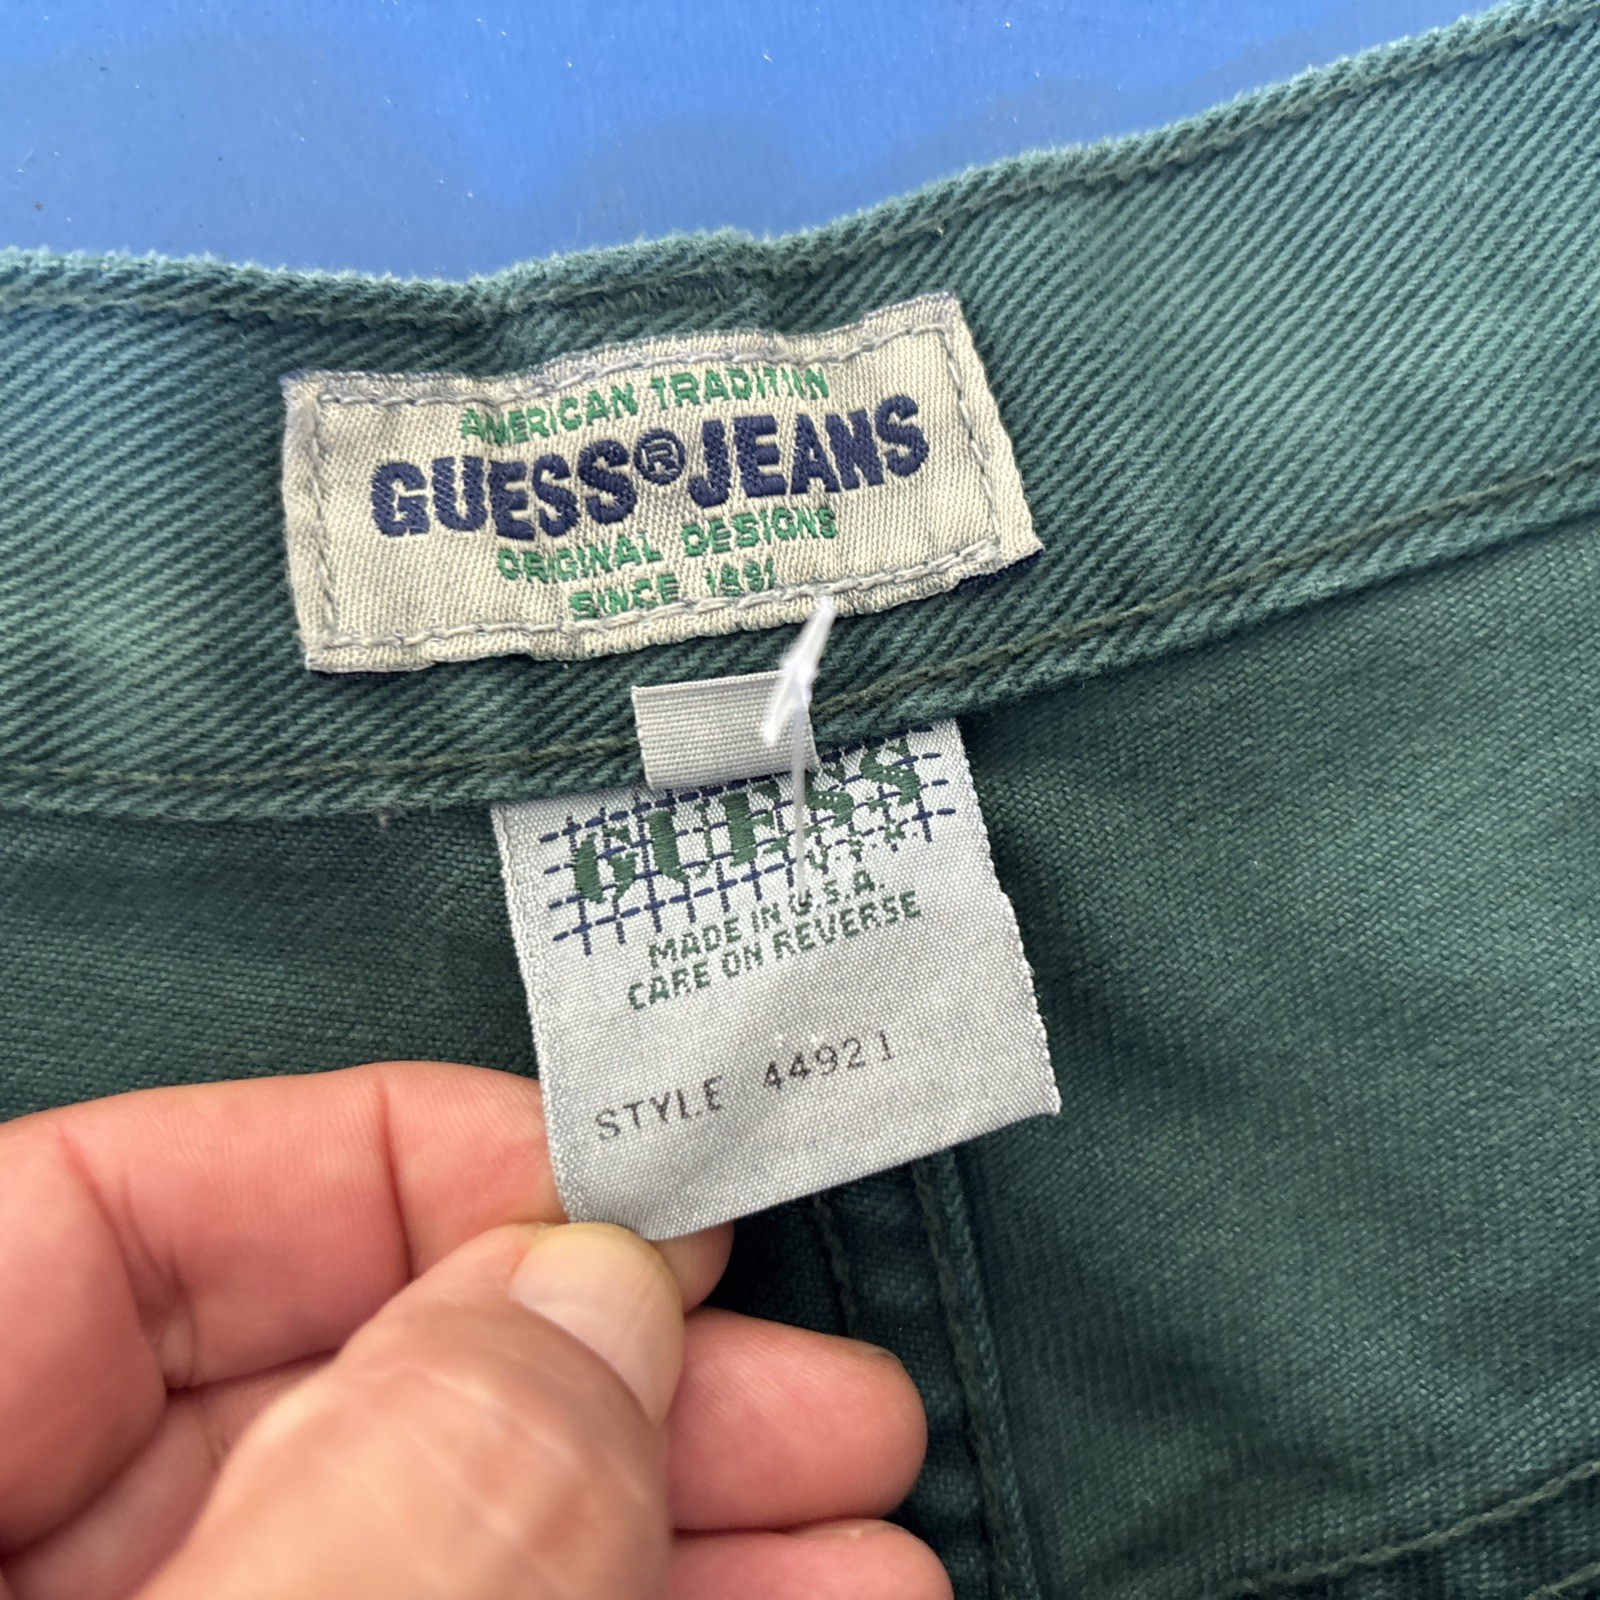 AMERICAN TRADITION
GUESS®JEANS
ORIGINAL DESIGNS
SINCE 1981
GUESS
MADE IN U.S.A.
CARE ON REVERSE
STYLE 44921